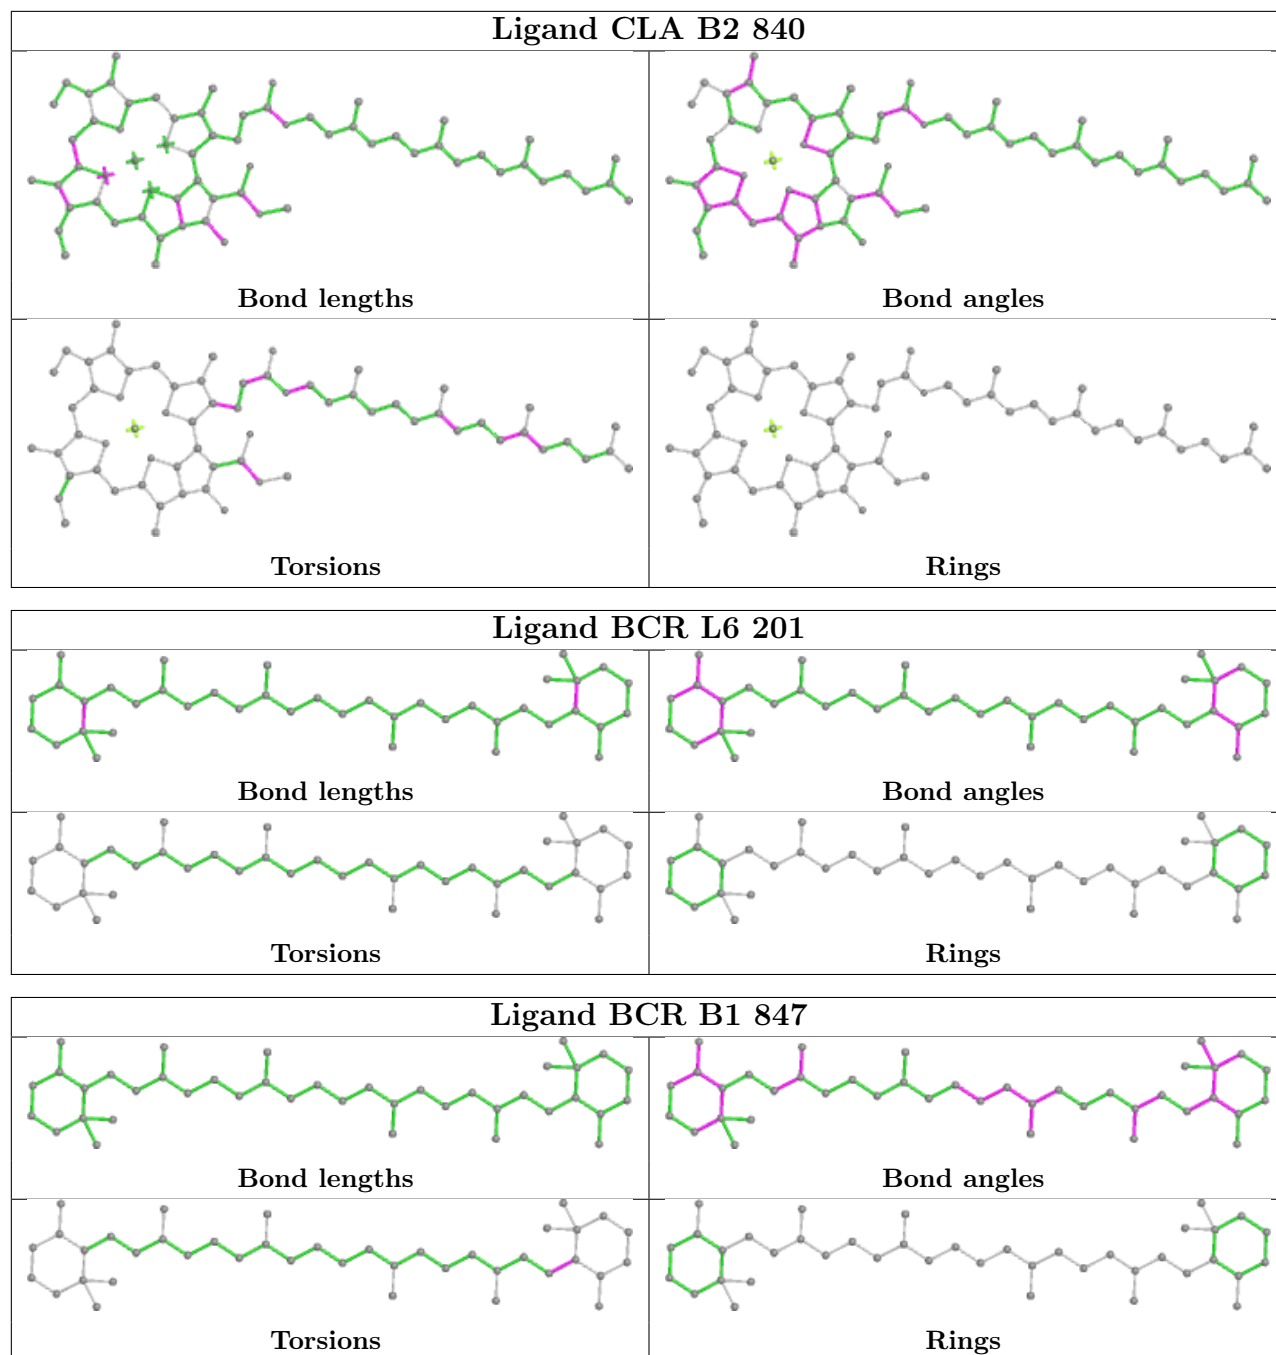 Ligand CLA B2 840
Bond lengths
Bond angles
Torsions
Rings
Ligand BCR L6 201
Bond lengths
Bond angles
Torsions
Rings
Ligand BCR B1 847
Bond lengths
Bond angles
Torsions
Rings